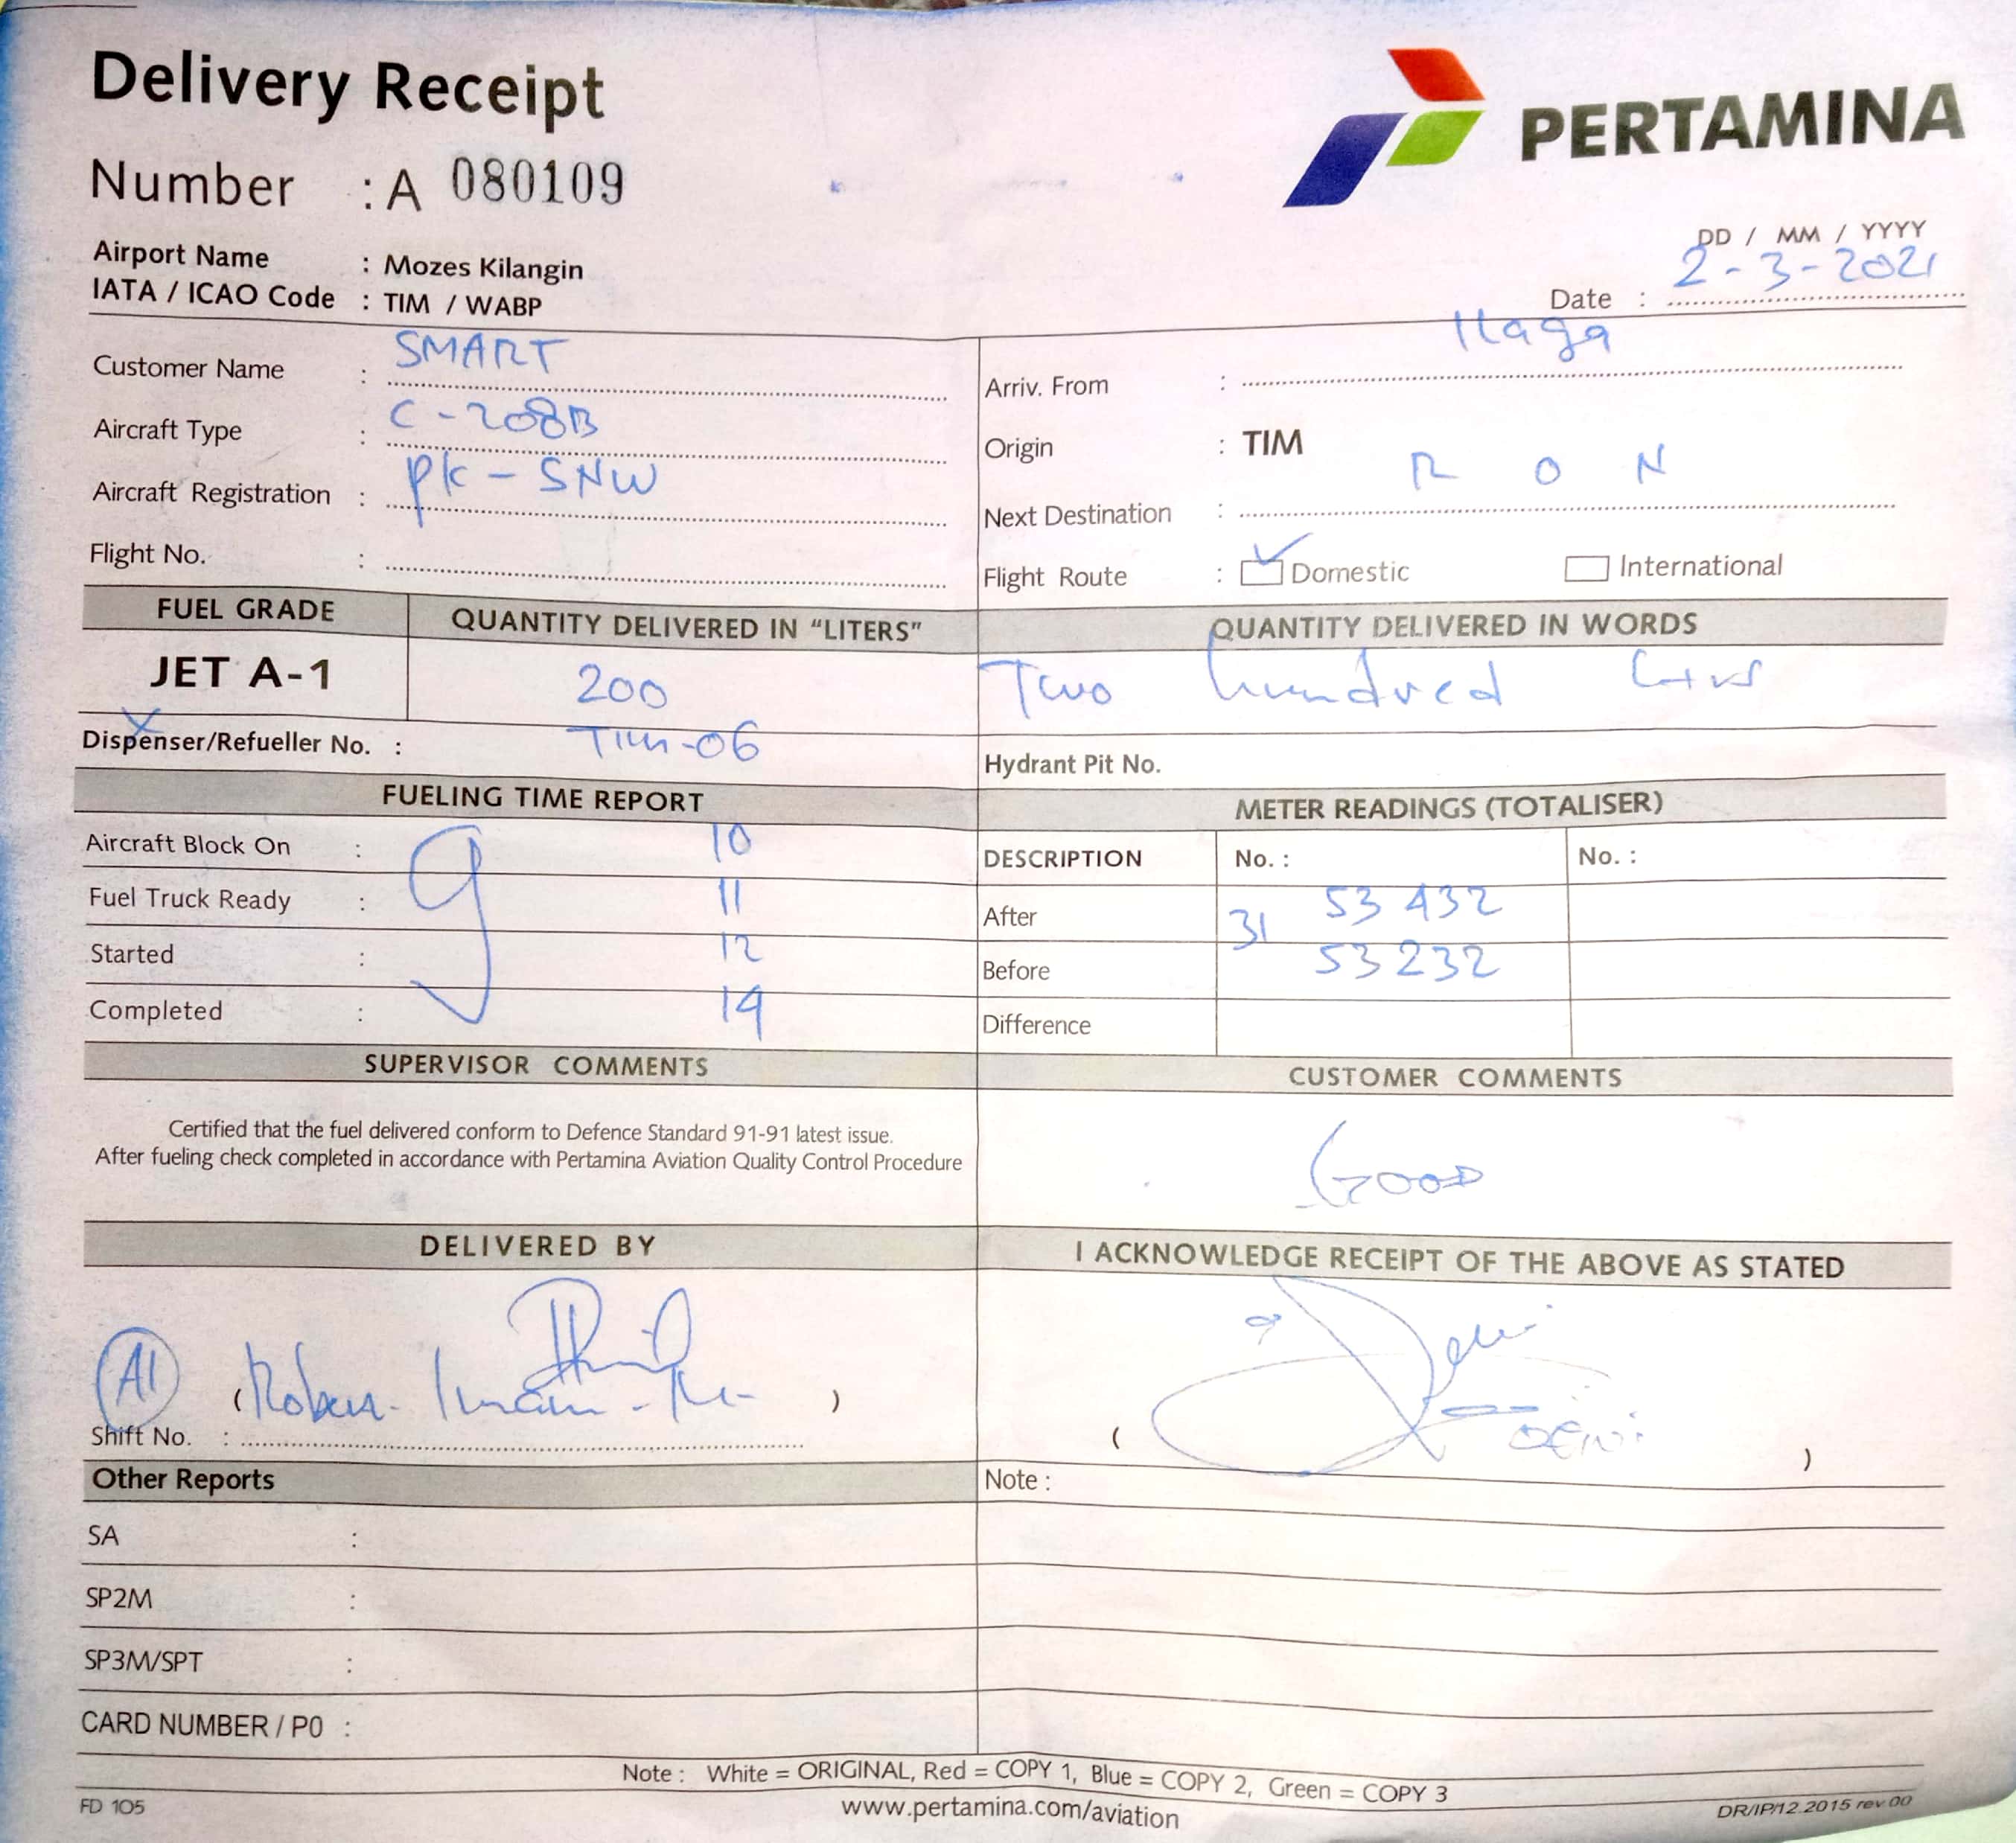 Delivery Receipt
PERTAMINA
Number : A 080109
Airport Name : Mozes Kilangin
IATA / ICAO Code : TIM / WABP
DD / MM / YYYY
Date : 2-3-2021
Customer Name : SMART
Aircraft Type : C-208B
Aircraft Registration : PK-SNW
Flight No. :
Arriv. From : Ilaga
Origin : TIM
Next Destination : R O N
Flight Route : Domestic International
FUEL GRADE QUANTITY DELIVERED IN “LITERS” QUANTITY DELIVERED IN WORDS
JET A-1 200 Two hundred Ltrs
Dispenser/Refueller No. : TIM-06 Hydrant Pit No.
FUELING TIME REPORT METER READINGS (TOTALISER)
Aircraft Block On : 9 10
Fuel Truck Ready : 11
Started : 12
Completed : 14
DESCRIPTION No. : No. :
After 31 53 432
Before 53232
Difference
SUPERVISOR COMMENTS CUSTOMER COMMENTS
Certified that the fuel delivered conform to Defence Standard 91-91 latest issue.
After fueling check completed in accordance with Pertamina Aviation Quality Control Procedure
GOOD
DELIVERED BY I ACKNOWLEDGE RECEIPT OF THE ABOVE AS STATED
A1 ( )
Shift No. :
( )
Other Reports Note :
SA :
SP2M :
SP3M/SPT :
CARD NUMBER / P0 :
Note : White = ORIGINAL, Red = COPY 1, Blue = COPY 2, Green = COPY 3
FD 105 www.pertamina.com/aviation DR/IP/12.2015 rev.00